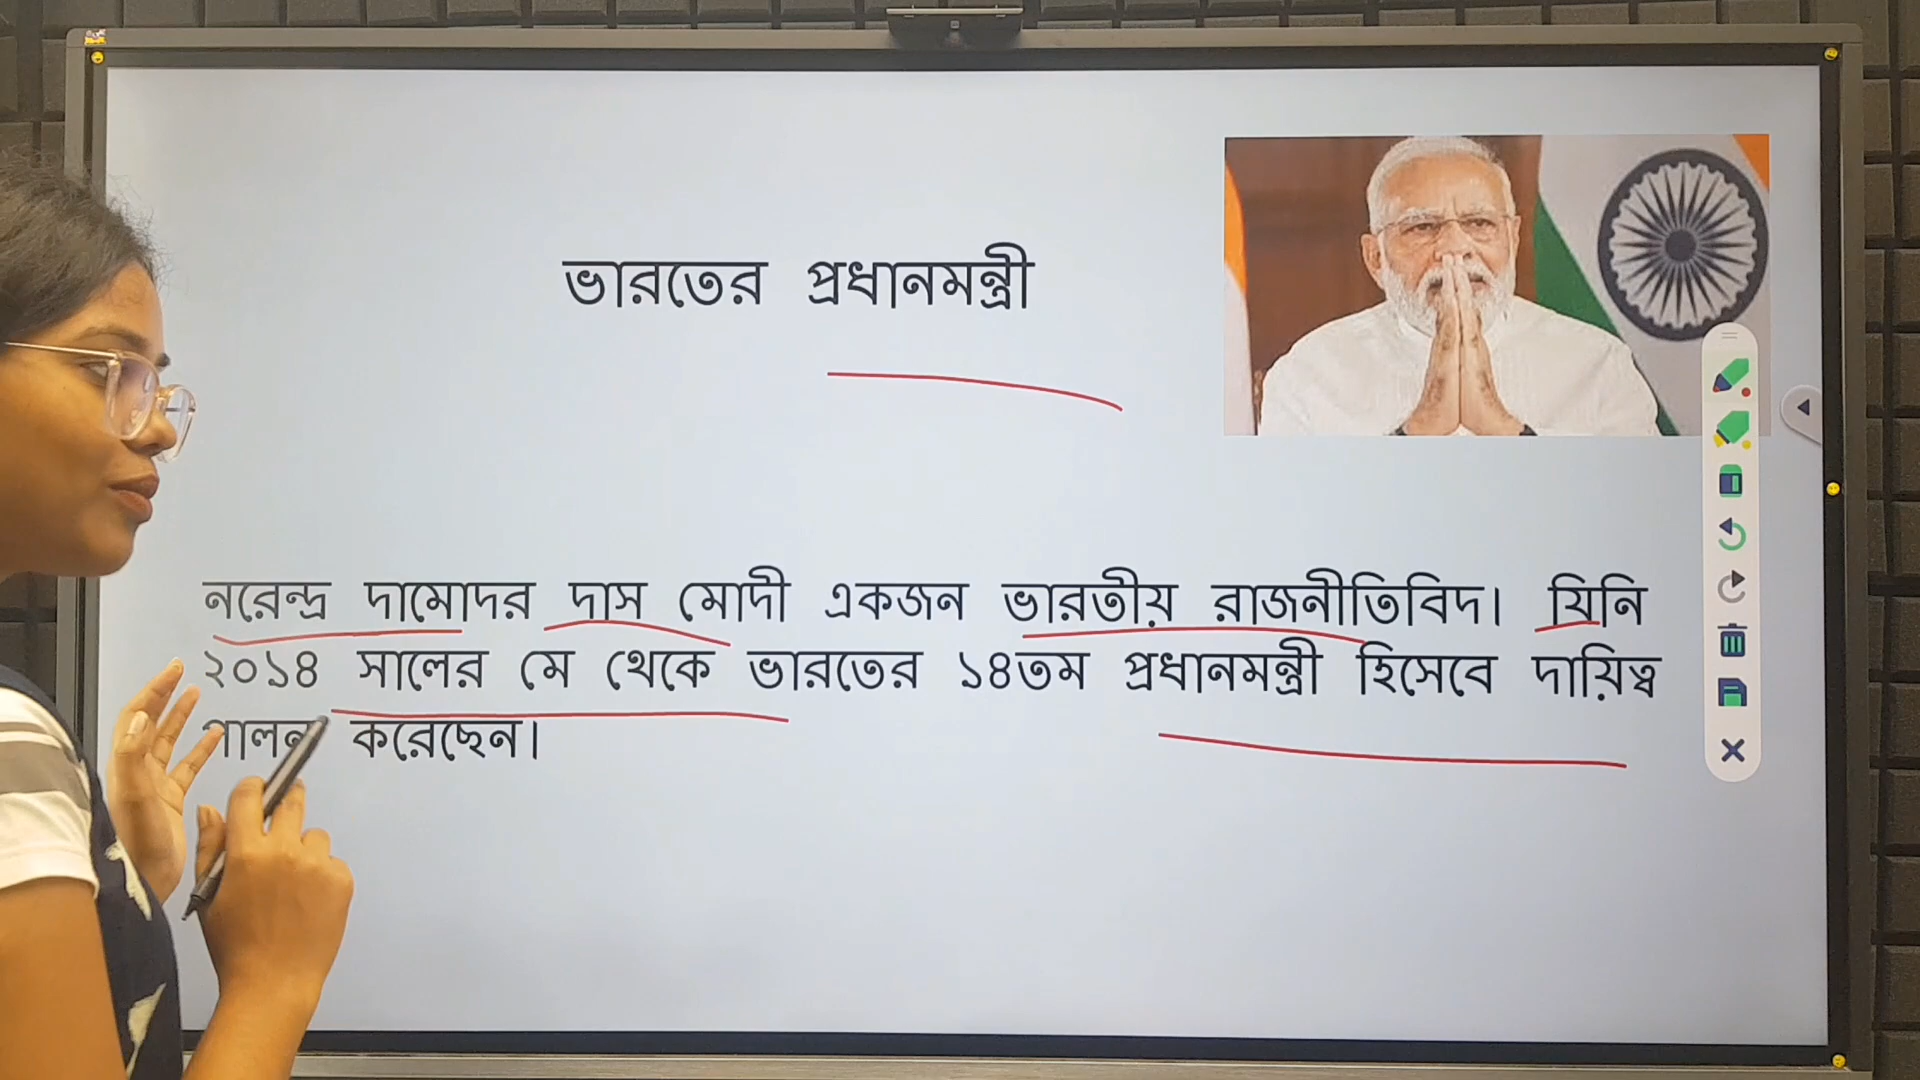 ভারতের প্রধানমন্ত্রী
নরেন্দ্র দামোদর দাস মোদী একজন ভারতীয় রাজনীতিবিদ। যিনি
২০১৪ সালের মে থেকে ভারতের ১৪তম প্রধানমন্ত্রী হিসেবে দায়িত্ব
পালন করেছেন।